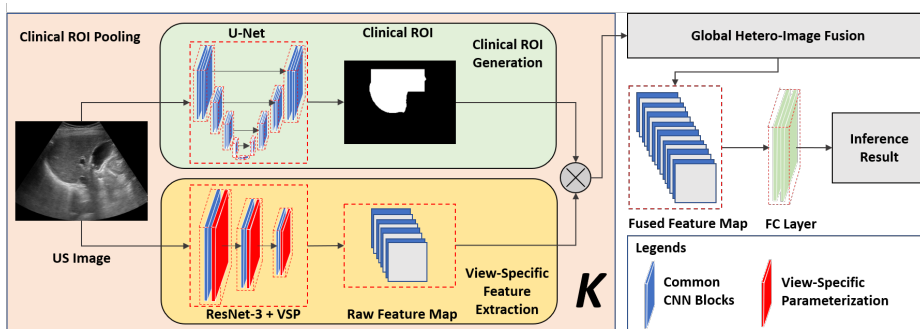 Clinical ROI Pooling
U-Net
Clinical ROI
Clinical ROI
Generation
US Image
ResNet-3 + VSP
Raw Feature Map
View-Specific
Feature
Extraction
K
Global Hetero-Image Fusion
Fused Feature Map
FC Layer
Inference
Result
Legends
Common
CNN Blocks
View-Specific
Parameterization